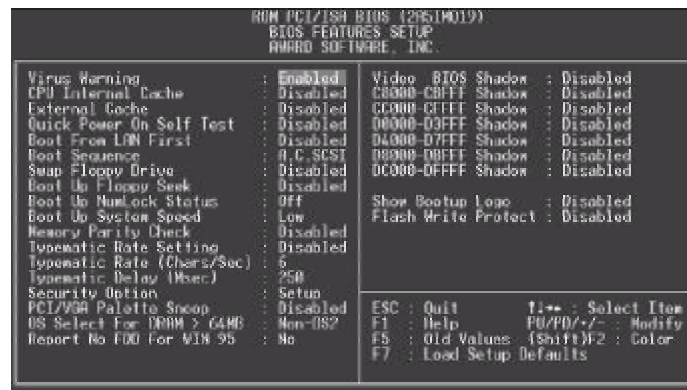 ROM PCI/ISA BIOS (2A5IMO19)
BIOS FEATURES SETUP
AWARD SOFTWARE, INC.
Virus Warning : Enabled
CPU Internal Cache : Disabled
External Cache : Disabled
Quick Power On Self Test : Disabled
Boot From LAN First : Disabled
Boot Sequence : A,C,SCSI
Swap Floppy Drive : Disabled
Boot Up Floppy Seek : Disabled
Boot Up NumLock Status : Off
Boot Up System Speed : Low
Memory Parity Check : Disabled
Typematic Rate Setting : Disabled
Typematic Rate (Chars/Sec) : 6
Typematic Delay (Msec) : 250
Security Option : Setup
PCI/VGA Palette Snoop : Disabled
OS Select For DRAM > 64MB : Non-OS2
Report No FDD For WIN 95 : No
Video BIOS Shadow : Disabled
C8000-CBFFF Shadow : Disabled
CC000-CFFFF Shadow : Disabled
D0000-D3FFF Shadow : Disabled
D4000-D7FFF Shadow : Disabled
D8000-DBFFF Shadow : Disabled
DC000-DFFFF Shadow : Disabled
Show Bootup Logo : Disabled
Flash Write Protect : Disabled
ESC : Quit ↑↓→← : Select Item
F1 : Help PU/PD/+/- : Modify
F5 : Old Values (Shift)F2 : Color
F7 : Load Setup Defaults